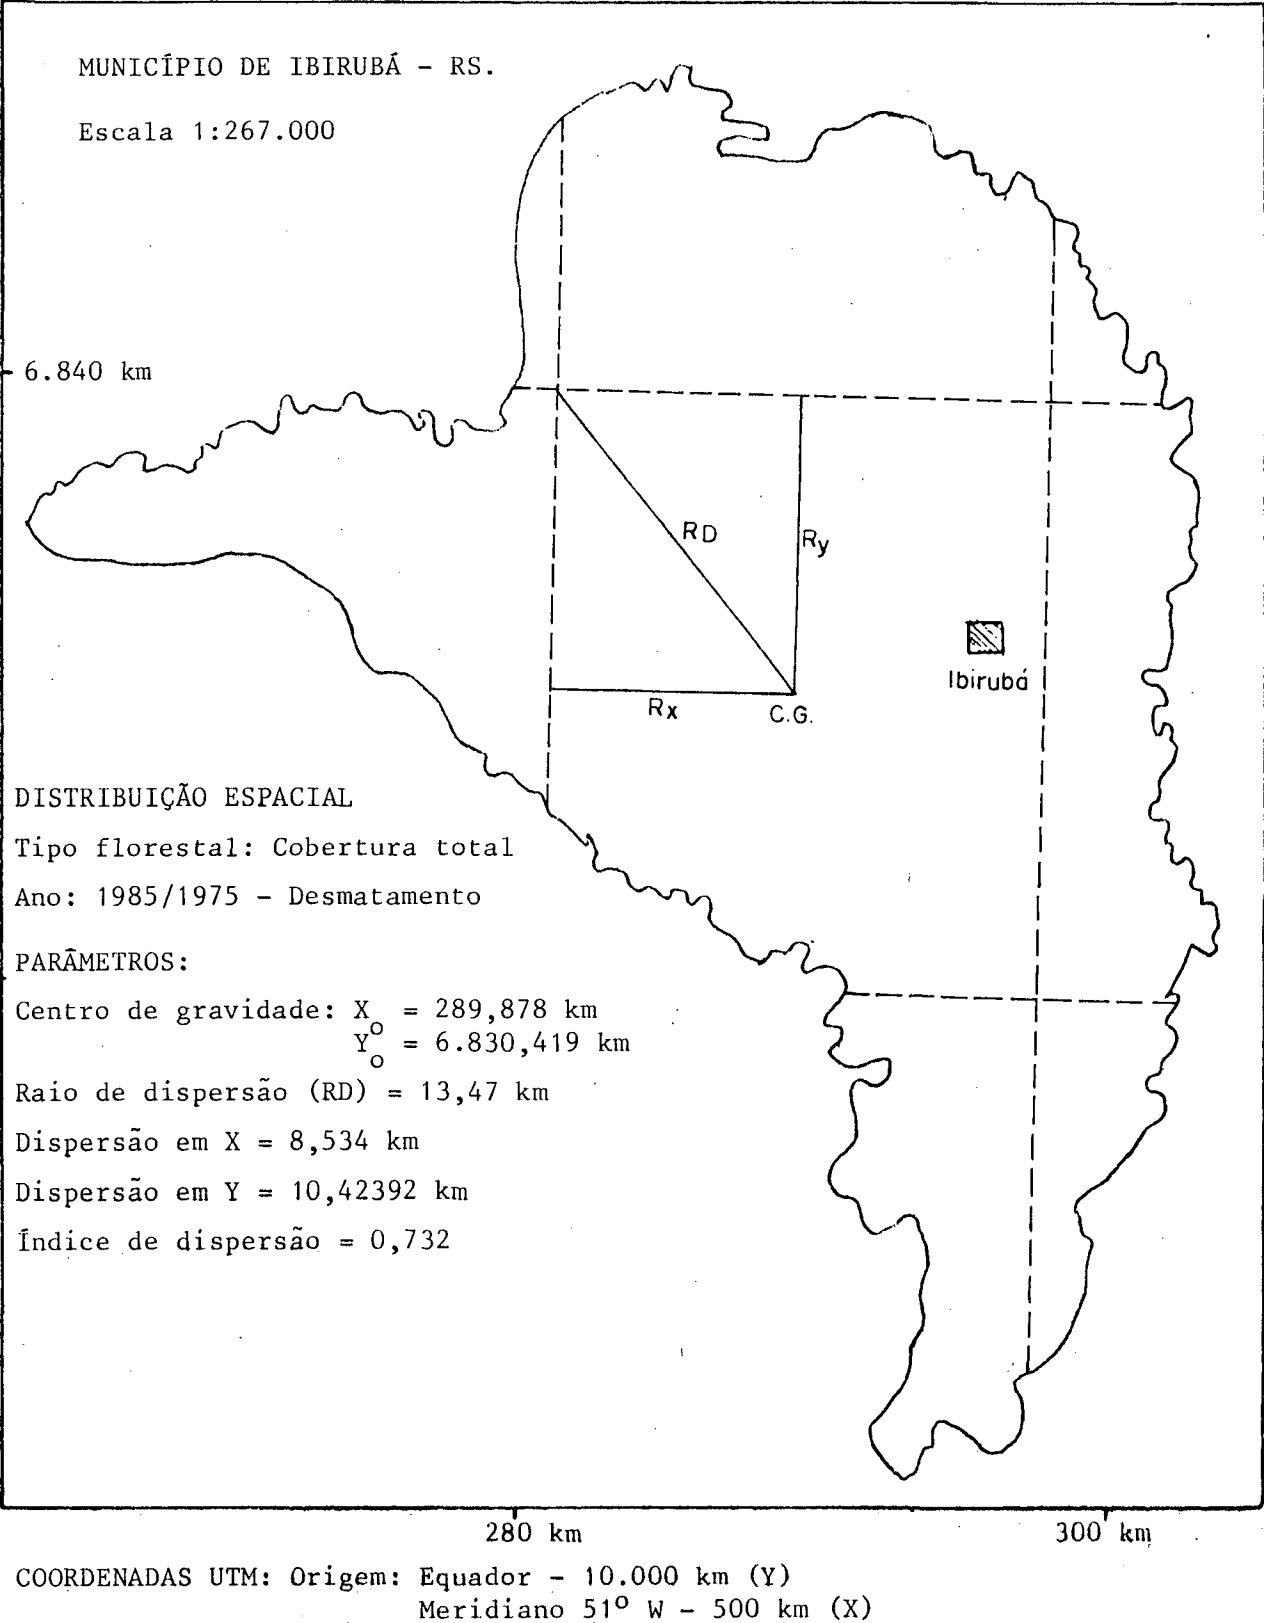 MUNICÍPIO DE IBIRUBÁ - RS.
Escala 1:267.000
6.840 km
RD
Ry
Ibirubá
Rx
C.G.
DISTRIBUIÇÃO ESPACIAL
Tipo florestal: Cobertura total
Ano: 1985/1975 - Desmatamento
PARÂMETROS:
Centro de gravidade: Xo = 289,878 km
Yo = 6.830,419 km
Raio de dispersão (RD) = 13,47 km
Dispersão em X = 8,534 km
Dispersão em Y = 10,42392 km
Índice de dispersão = 0,732
280 km
300 km
COORDENADAS UTM: Origem: Equador - 10.000 km (Y)
Meridiano 51º W - 500 km (X)